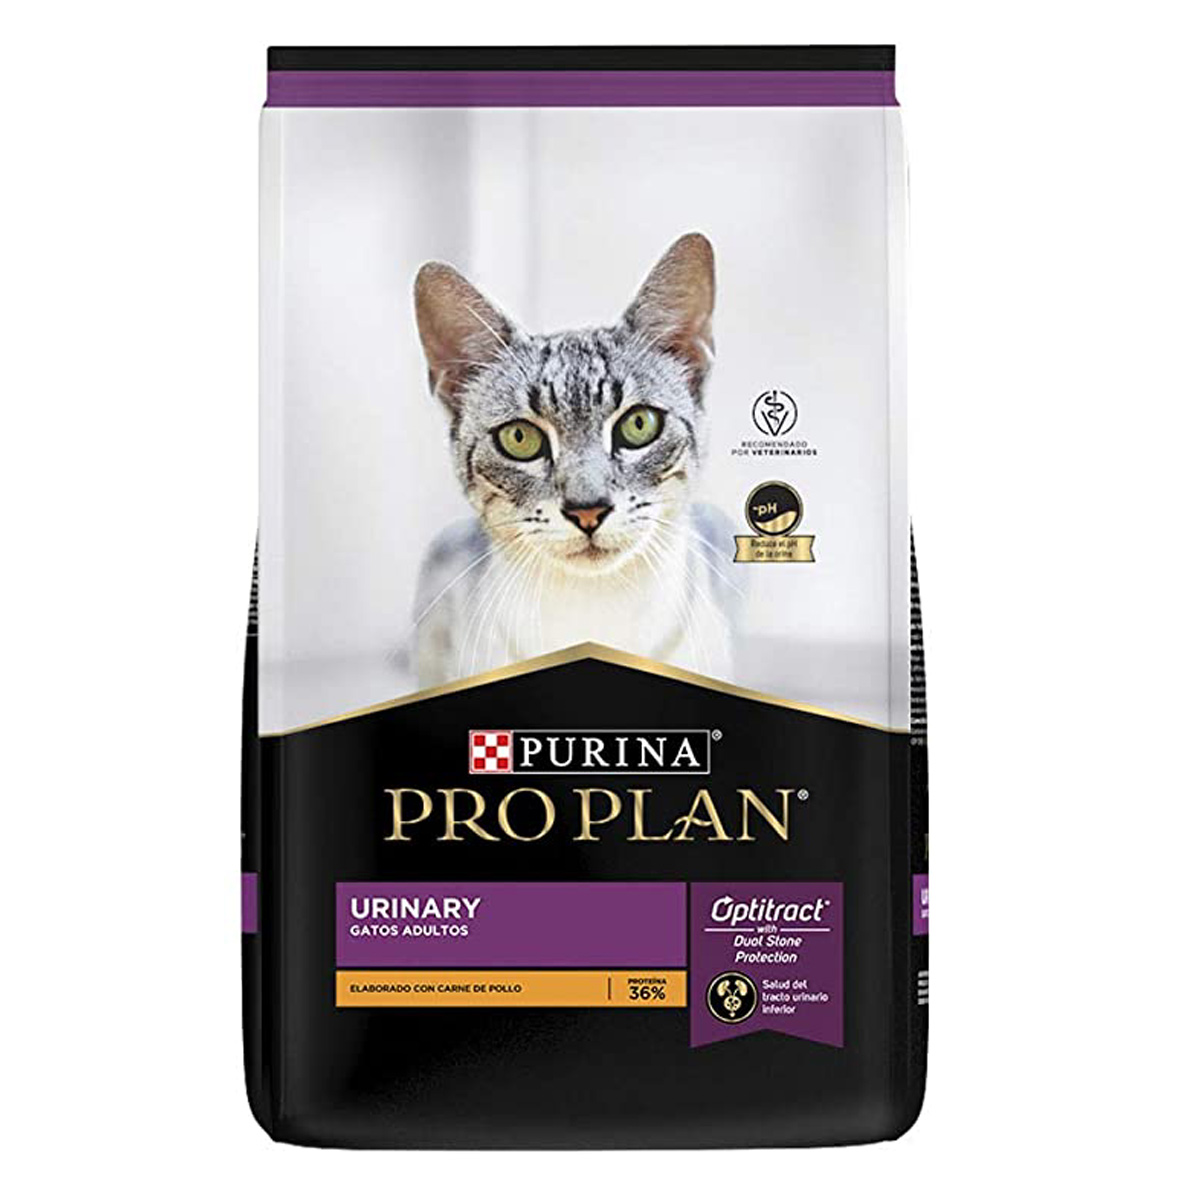 RECOMENDADO
POR VETERINARIOS
-pH
Reduce el pH
de la orina
PURINA®
PRO PLAN®
URINARY
GATOS ADULTOS
ELABORADO CON CARNE DE POLLO
PROTEÍNA
36%
Optitract™
with
Dual Stone
Protection
Salud del
tracto urinario
inferior